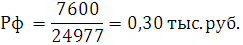 Рф = 7600/24977 = 0,30 тыс.руб.